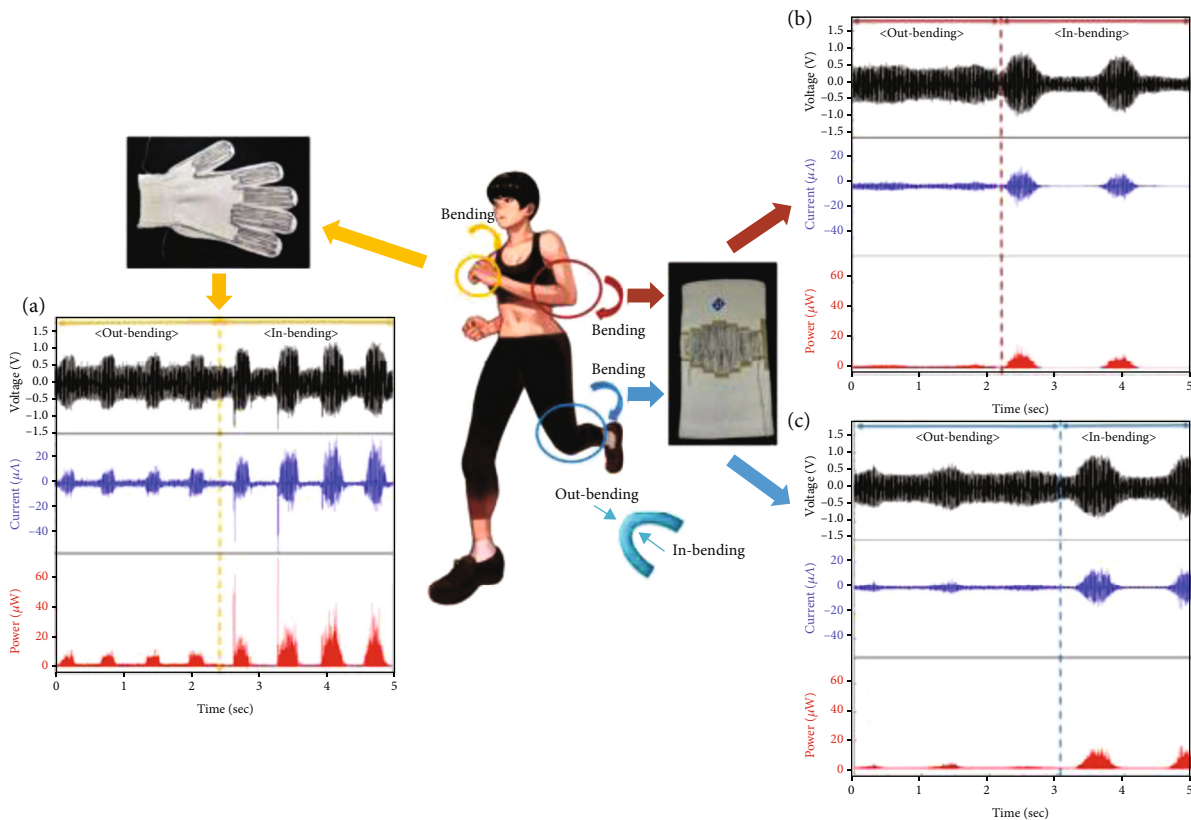 (a)
<Out-bending>
<In-bending>
1.5
1.0
0.5
0.0
−0.5
−1.0
−1.5
Voltage (V)
20
0
−20
−40
Current (μA)
60
40
20
0
Power (μW)
0
1
2
3
4
5
Time (sec)
Bending
Bending
Bending
Out-bending
In-bending
(b)
<Out-bending>
<In-bending>
1.5
1.0
0.5
0.0
−0.5
−1.0
−1.5
Voltage (V)
20
0
−20
−40
Current (μA)
60
40
20
0
Power (μW)
0
1
2
3
4
5
Time (sec)
(c)
<Out-bending>
<In-bending>
1.5
1.0
0.5
0.0
−0.5
−1.0
−1.5
Voltage (V)
20
0
−20
−40
Current (μA)
60
40
20
0
Power (μW)
0
1
2
3
4
5
Time (sec)